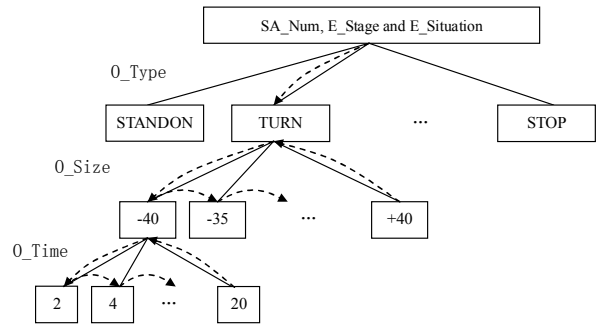 SA_Num, E_Stage and E_Situation
O_Type
STANDON TURN ... STOP
O_Size
-40 -35 ... +40
O_Time
2 4 ... 20